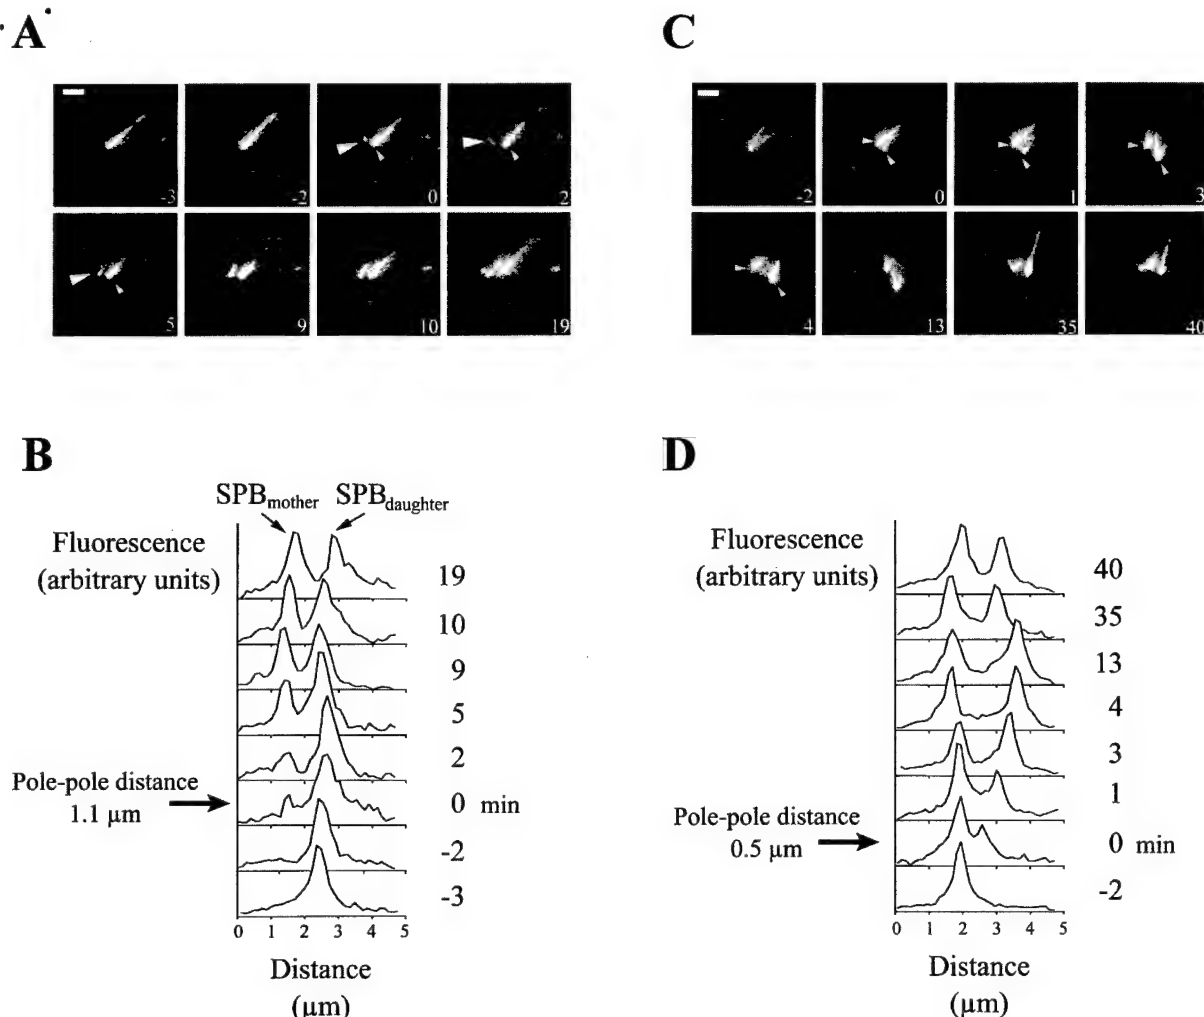 A
-3
-2
0
2
5
9
10
19
C
-2
0
1
3
4
13
35
40
B
SPBmother SPBdaughter
Fluorescence
(arbitrary units)
19
10
9
5
2
Pole-pole distance
1.1 µm
0 min
-2
-3
0 1 2 3 4 5
Distance
(µm)
D
Fluorescence
(arbitrary units)
40
35
13
4
3
1
Pole-pole distance
0.5 µm
0 min
-2
0 1 2 3 4 5
Distance
(µm)